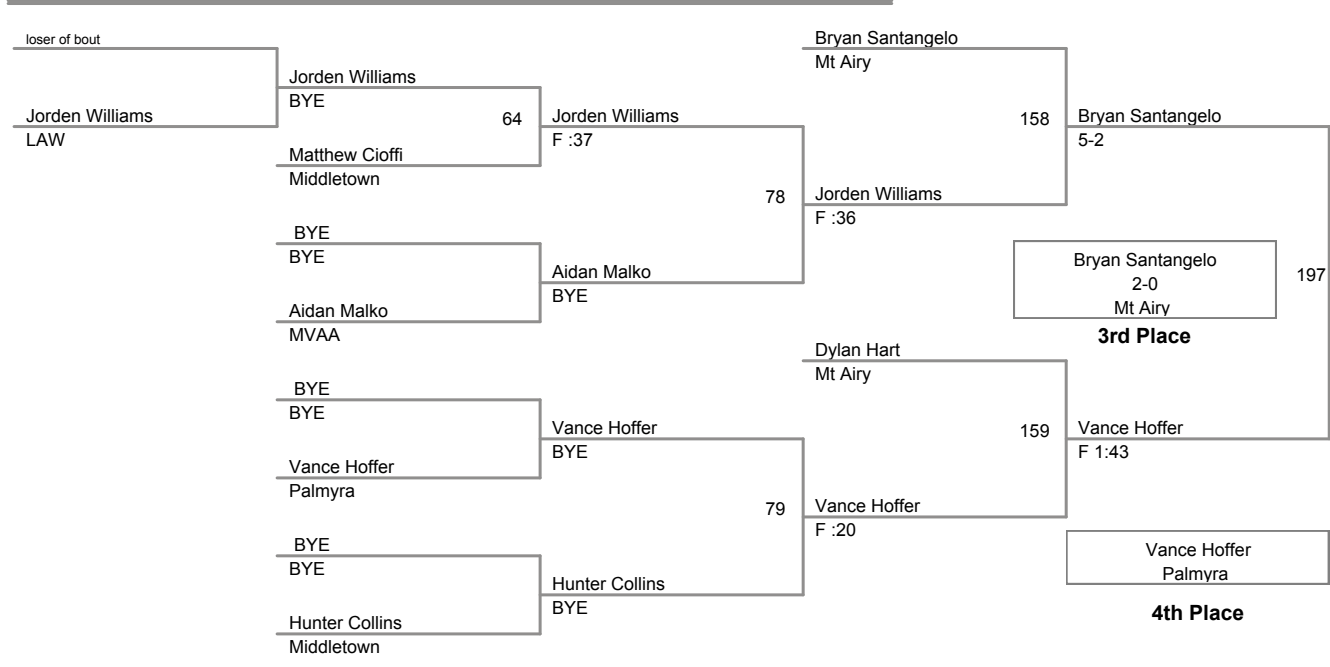 loser of bout
Jorden Williams
LAW
Jorden Williams
BYE
Matthew Cioffi
Middletown
BYE
BYE
Aidan Malko
MVAA
BYE
BYE
Vance Hoffer
Palmyra
BYE
BYE
Hunter Collins
Middletown
64
Jorden Williams
F :37
Aidan Malko
BYE
Vance Hoffer
BYE
Hunter Collins
BYE
78
79
Bryan Santangelo
Mt Airy
Jorden Williams
F :36
Dylan Hart
Mt Airy
Vance Hoffer
F :20
158
159
Bryan Santangelo
5-2
Vance Hoffer
F 1:43
197
Bryan Santangelo
2-0
Mt Airy
3rd Place
Vance Hoffer
Palmyra
4th Place